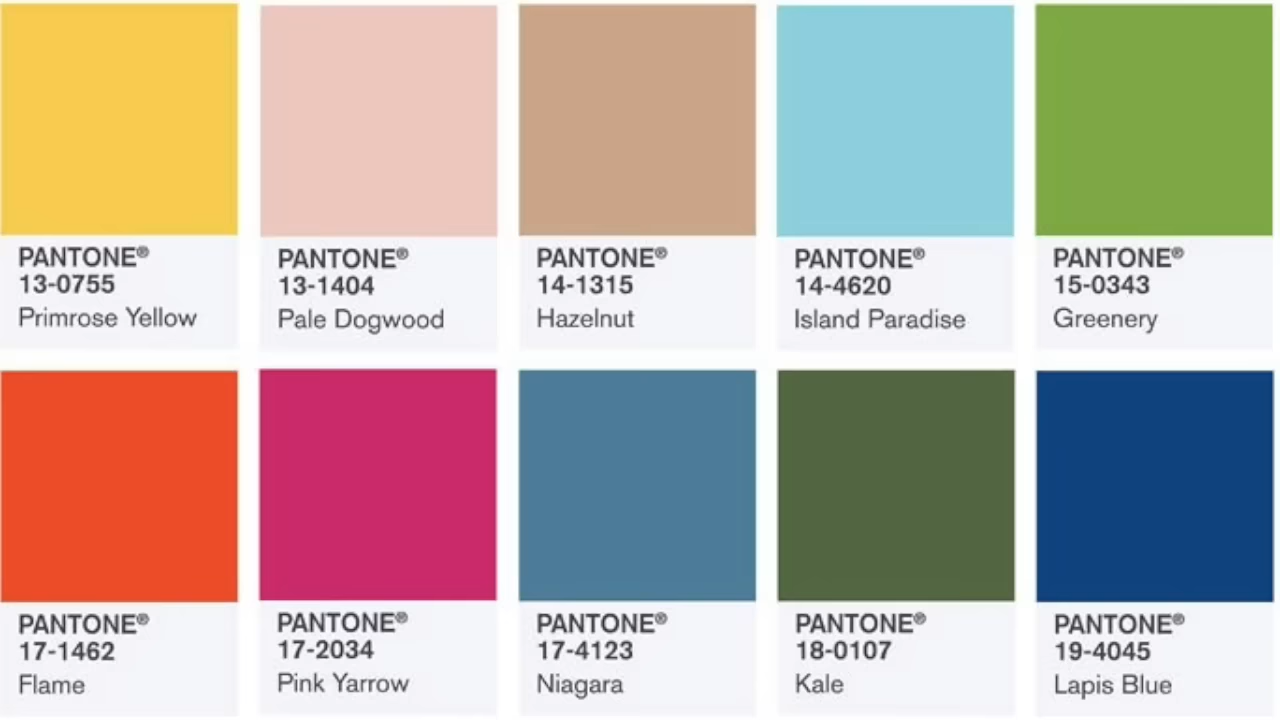 PANTONE®
13-0755
Primrose Yellow
PANTONE®
13-1404
Pale Dogwood
PANTONE®
14-1315
Hazelnut
PANTONE®
14-4620
Island Paradise
PANTONE®
15-0343
Greenery
PANTONE®
17-1462
Flame
PANTONE®
17-2034
Pink Yarrow
PANTONE®
17-4123
Niagara
PANTONE®
18-0107
Kale
PANTONE®
19-4045
Lapis Blue